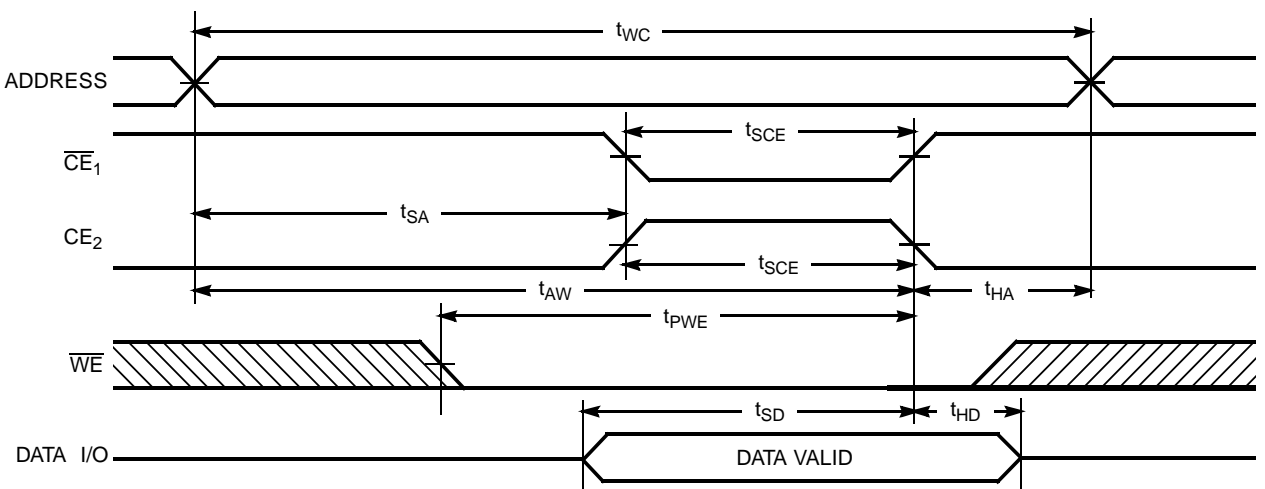 tWC
ADDRESS
tSCE
CE1
tSA
CE2
tSCE
tAW
tHA
tPWE
WE
tSD
tHD
DATA I/O
DATA VALID